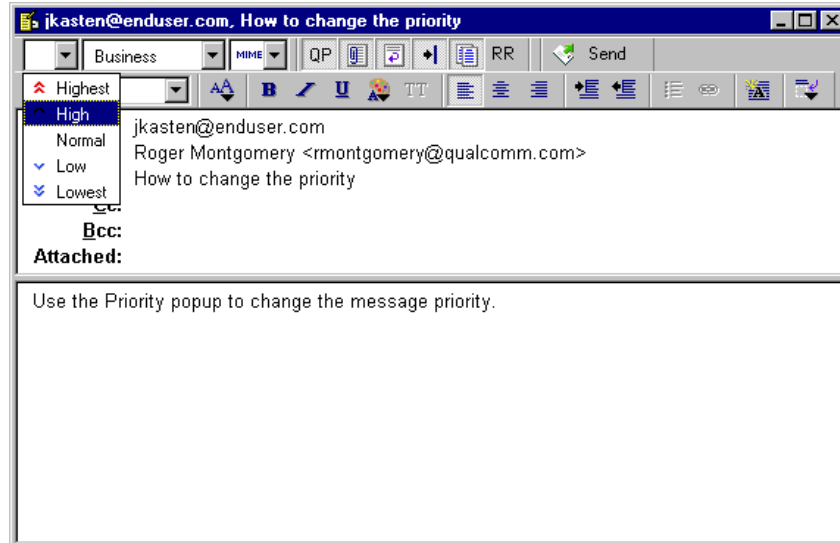 jkasten@enduser.com, How to change the priority
Business MIME QP RR Send
Highest
High
Normal
Low
Lowest
B I U TT
jkasten@enduser.com
Roger Montgomery <rmontgomery@qualcomm.com>
How to change the priority
Cc:
Bcc:
Attached:
Use the Priority popup to change the message priority.